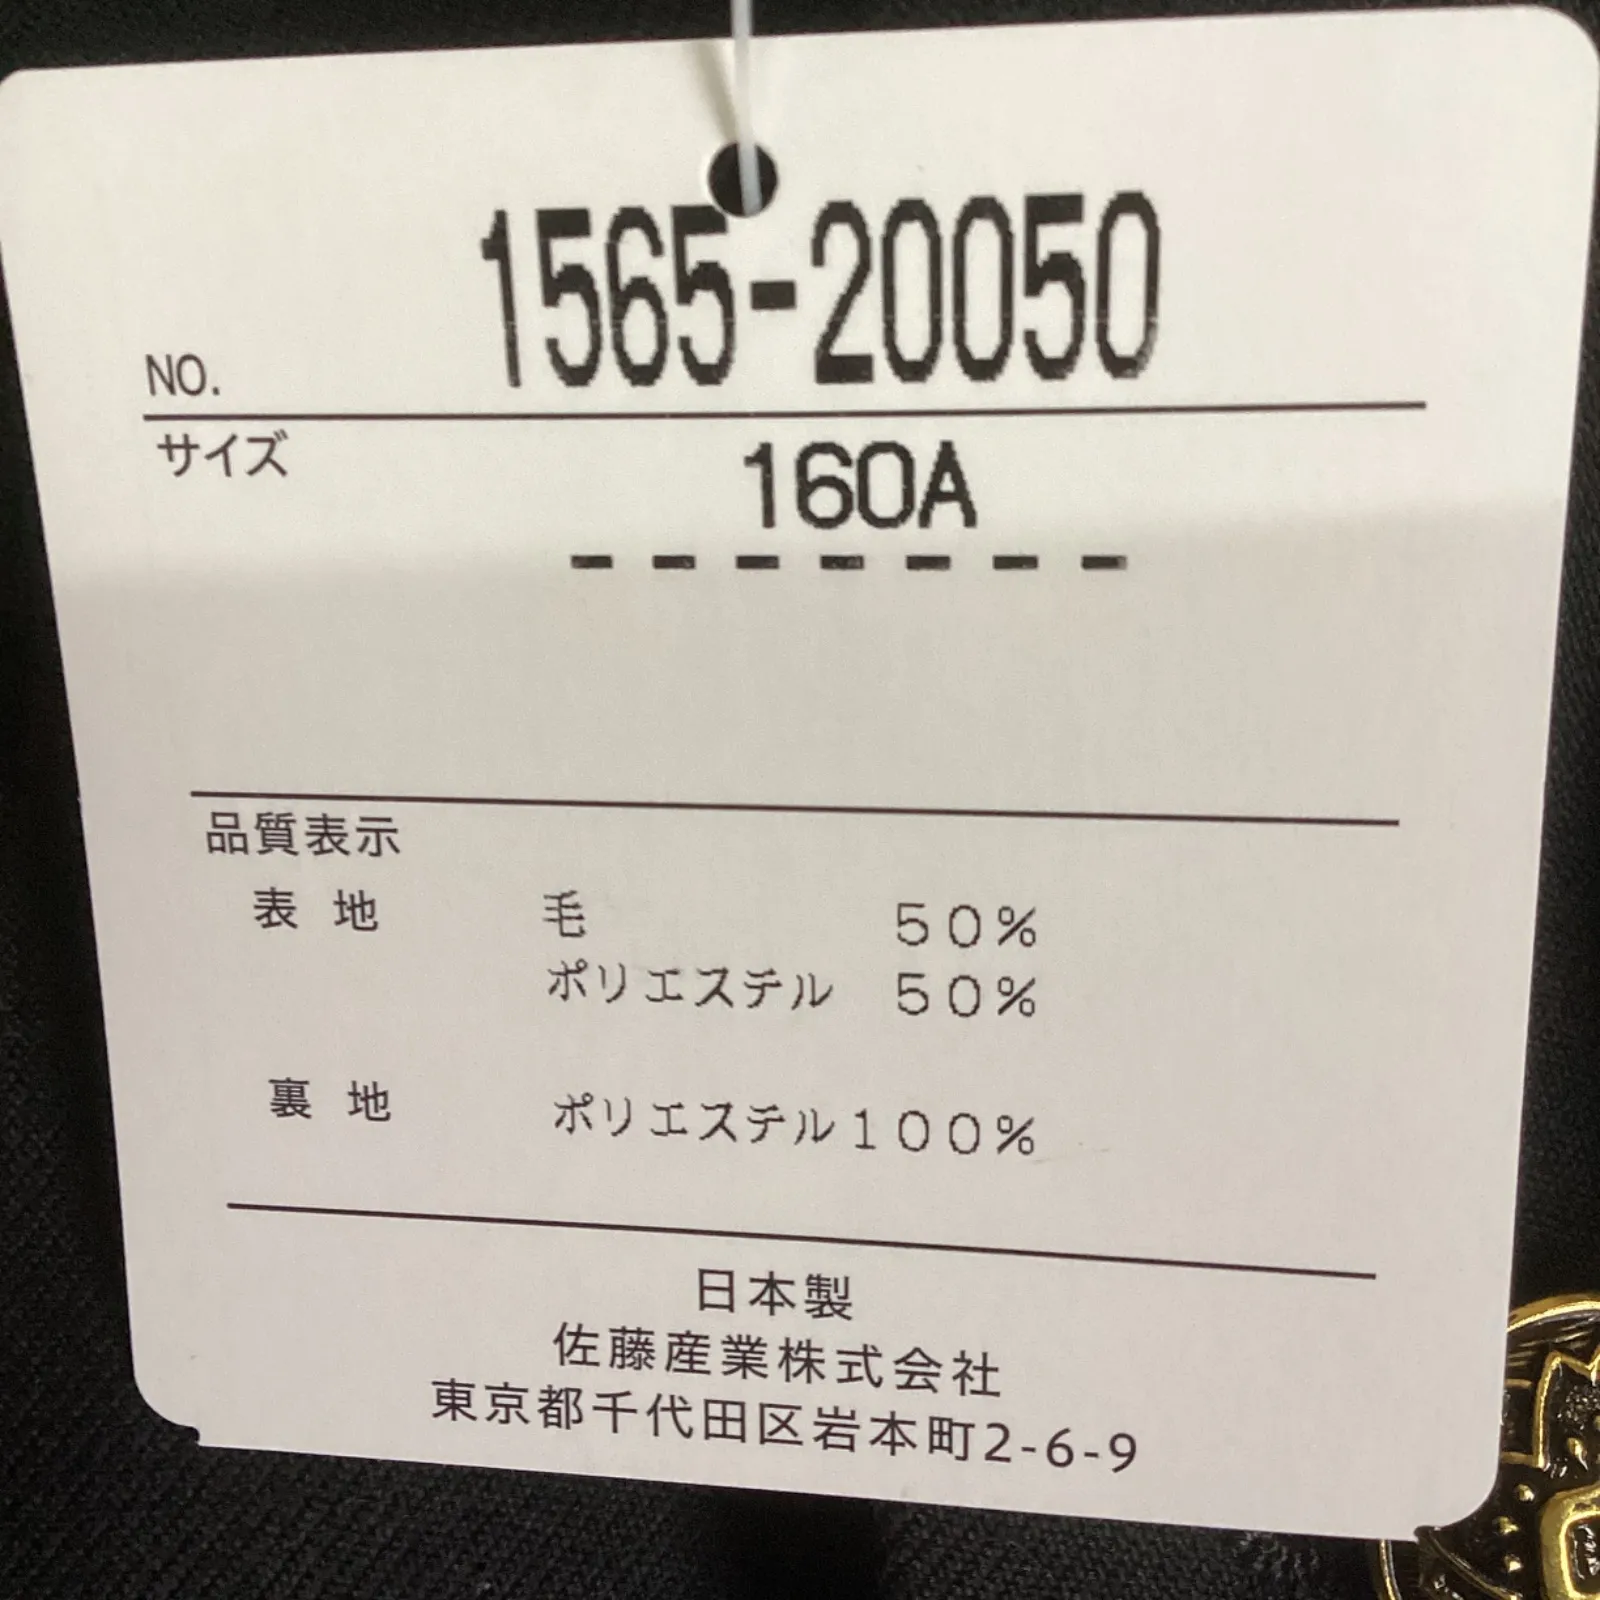 NO. 1565-20050
サイズ 160A
- - - - - - -
品質表示
表地 毛 50%
ポリエステル 50%
裏地 ポリエステル100%
日本製
佐藤産業株式会社
東京都千代田区岩本町2-6-9